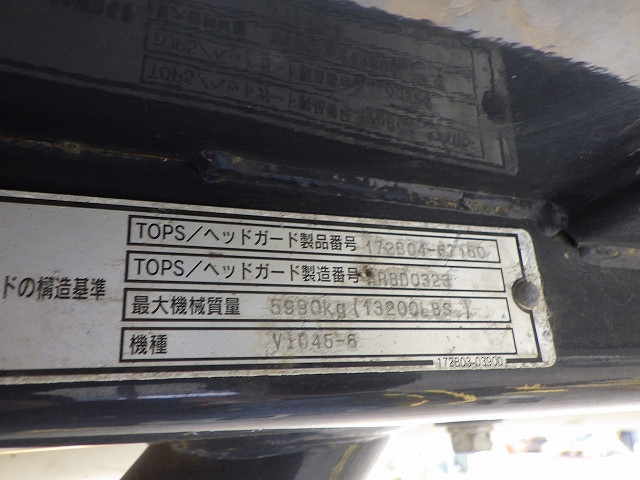 TOPS/ヘッドガード製品番号 172B04-67160
ドの構造基準
TOPS/ヘッドガード製造番号
最大機械質量 5990kg(13200LBS.)
機種 ViO45-6
172B03-03900